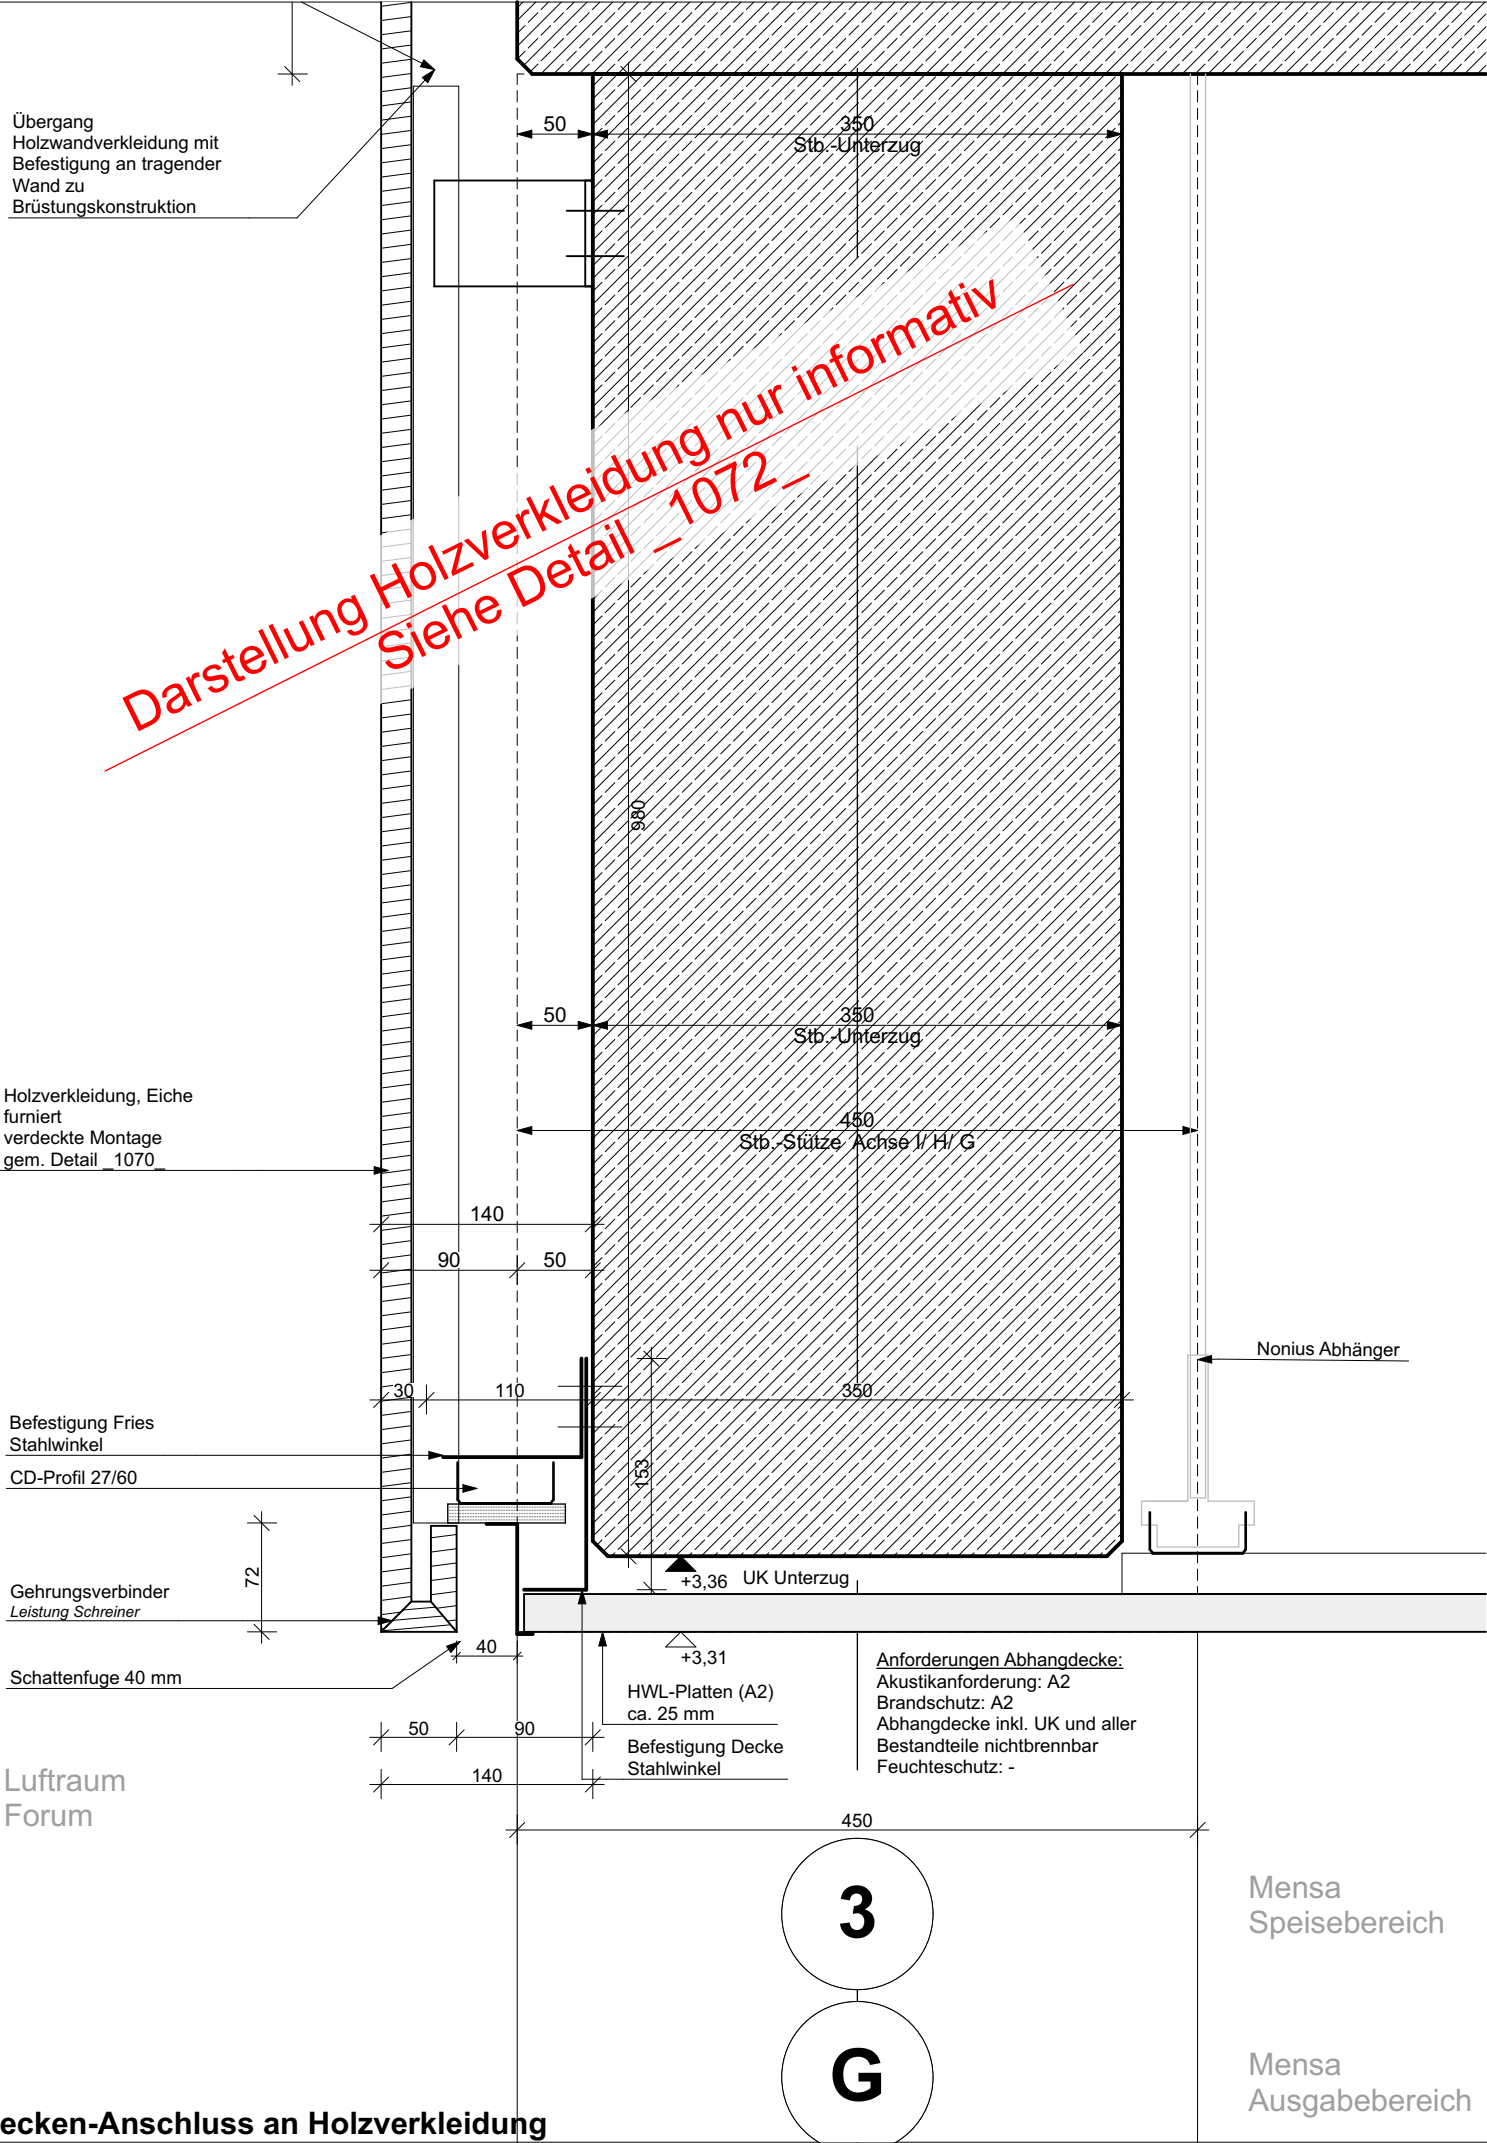 Übergang
Holzwandverkleidung mit
Befestigung an tragender
Wand zu
Brüstungskonstruktion
50
350
Stb.-Unterzug
Darstellung Holzverkleidung nur informativ
Siehe Detail _1072_
980
50
350
Stb.-Unterzug
Holzverkleidung, Eiche
furniert
verdeckte Montage
gem. Detail _1070_
450
Stb.-Stütze Achse I/ H/ G
140
90
50
Nonius Abhänger
30
110
350
Befestigung Fries
Stahlwinkel
CD-Profil 27/60
153
72
Gehrungsverbinder
Leistung Schreiner
+3,36 UK Unterzug
40
+3,31
Schattenfuge 40 mm
HWL-Platten (A2)
ca. 25 mm
Befestigung Decke
Stahlwinkel
Anforderungen Abhangdecke:
Akustikanforderung: A2
Brandschutz: A2
Abhangdecke inkl. UK und aller
Bestandteile nichtbrennbar
Feuchteschutz: -
50
90
140
Luftraum
Forum
450
3
Mensa
Speisebereich
G
Mensa
Ausgabebereich
ecken-Anschluss an Holzverkleidung